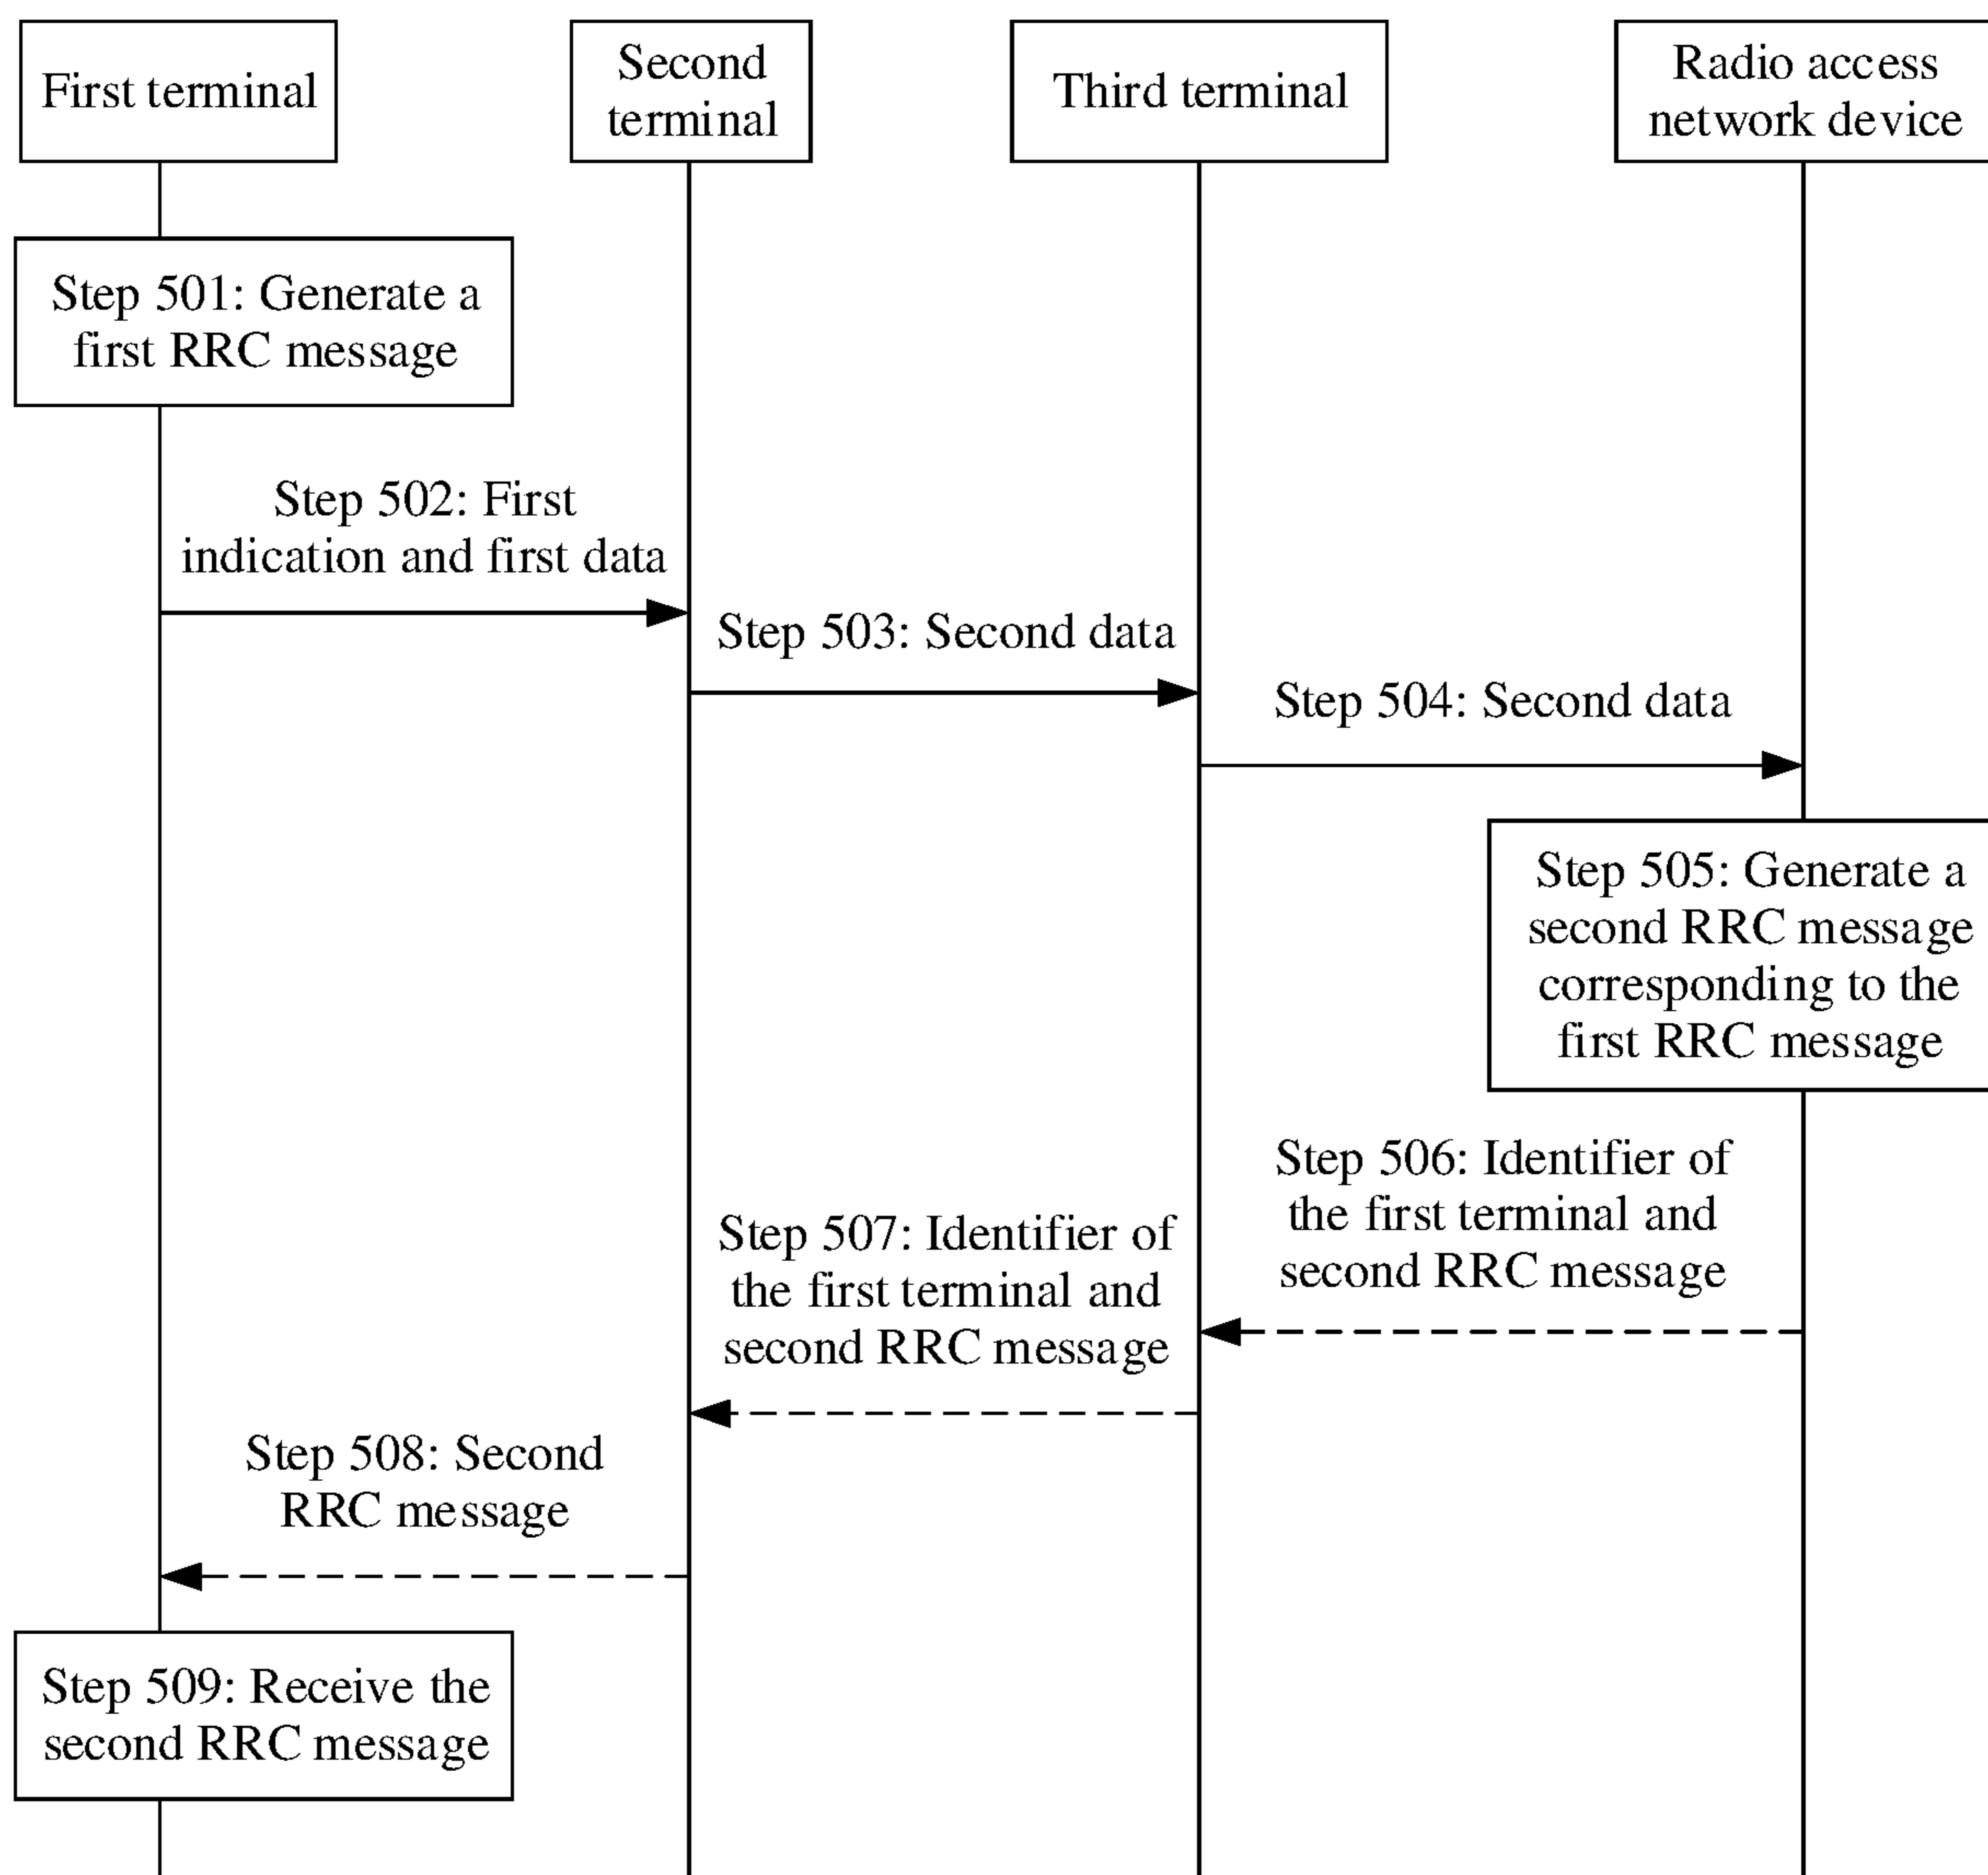 First terminal
Second
terminal
Third terminal
Radio access
network device
Step 501: Generate a
first RRC message
Step 502: First
indication and first data
Step 503: Second data
Step 504: Second data
Step 505: Generate a
second RRC message
corresponding to the
first RRC message
Step 506: Identifier of
the first terminal and
second RRC message
Step 507: Identifier of
the first terminal and
second RRC message
Step 508: Second
RRC message
Step 509: Receive the
second RRC message